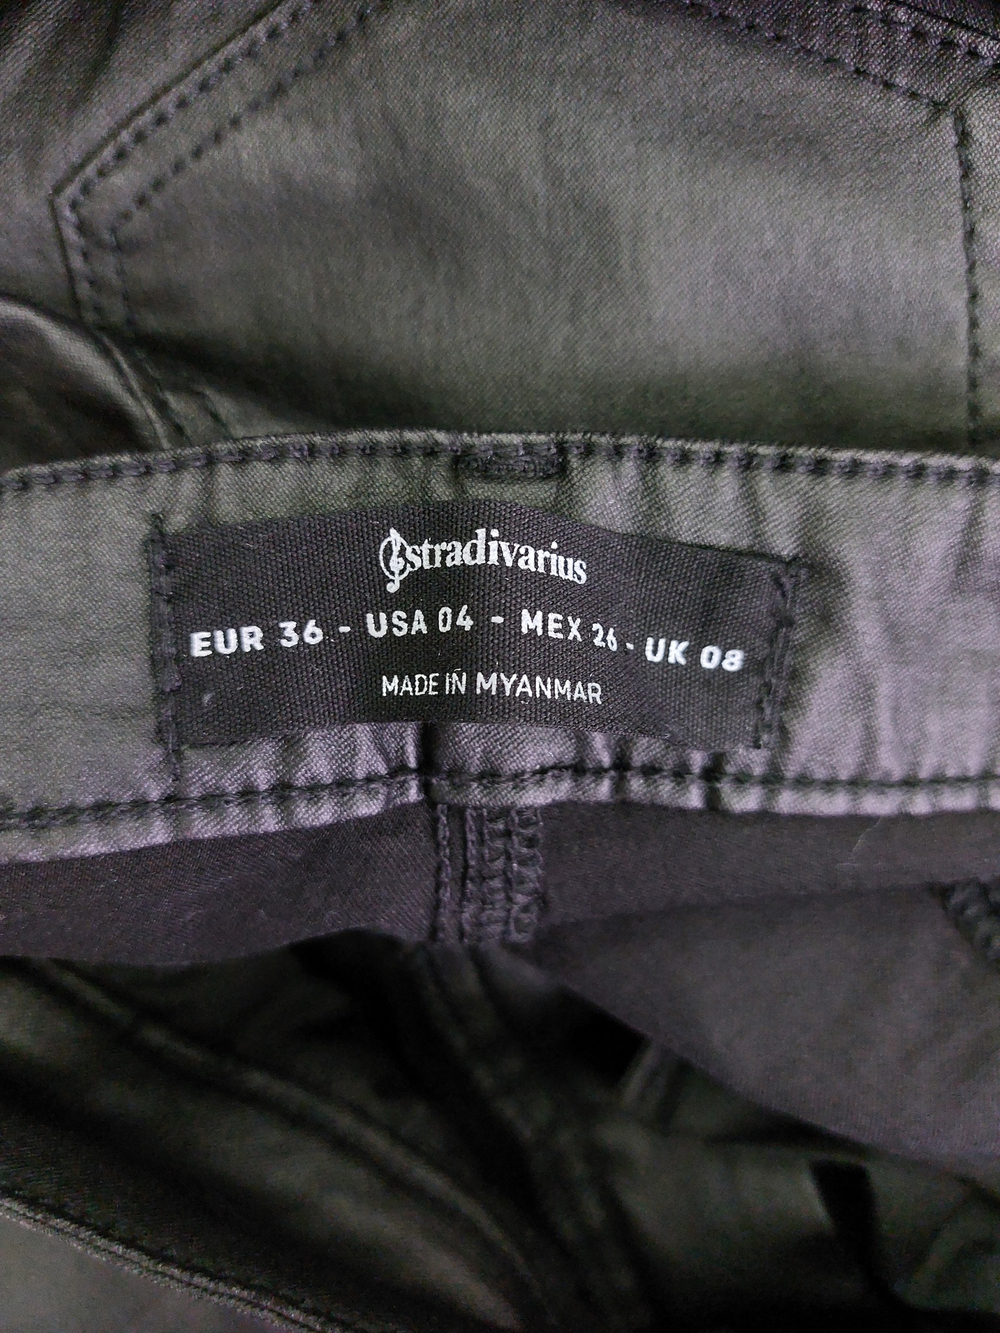 stradivarius
EUR 36 - USA 04 - MEX 26 - UK 08
MADE IN MYANMAR